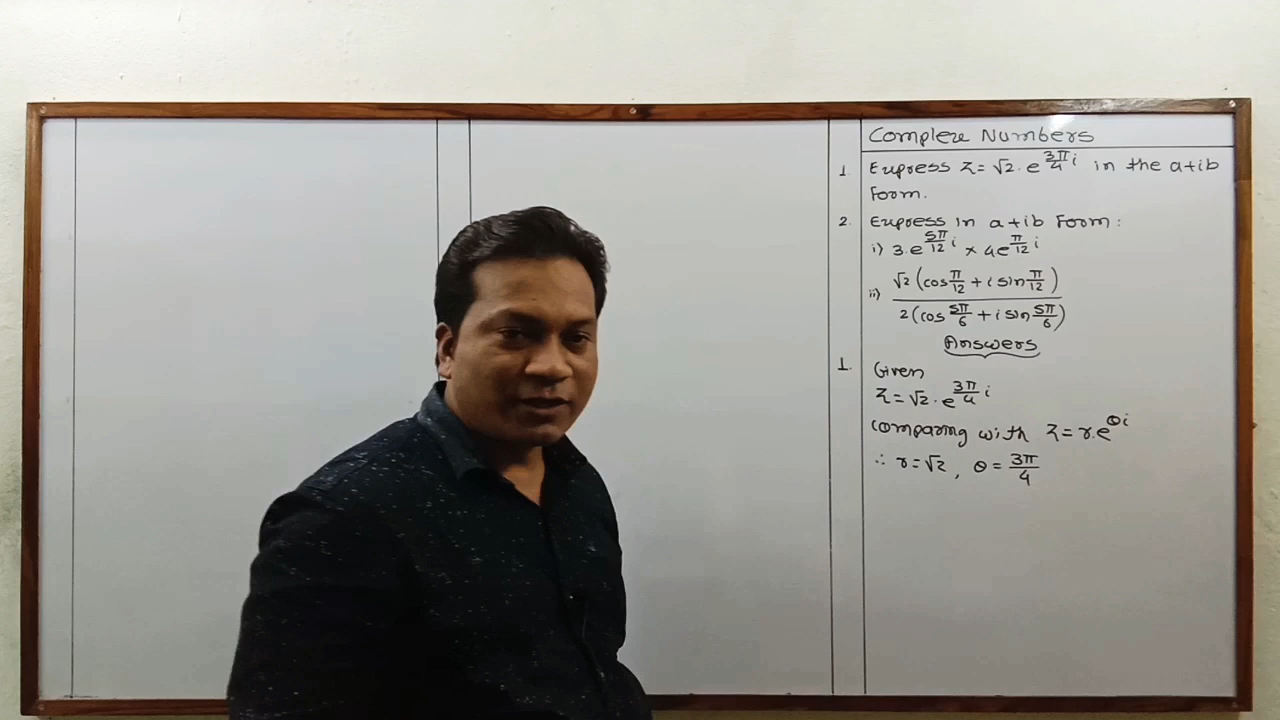 Complex Numbers
1. Express z = √2 · e^(3π/4 i) in the a+ib
Form.
2. Express in a+ib Form:
i) 3·e^(5π/12 i) × 4e^(π/12 i)
ii) √2 (cos π/12 + i sin π/12)
2 (cos 5π/6 + i sin 5π/6)
Answers
1. Given
z = √2 · e^(3π/4 i)
Comparing with z = r·e^(θi)
∴ r = √2 , θ = 3π/4